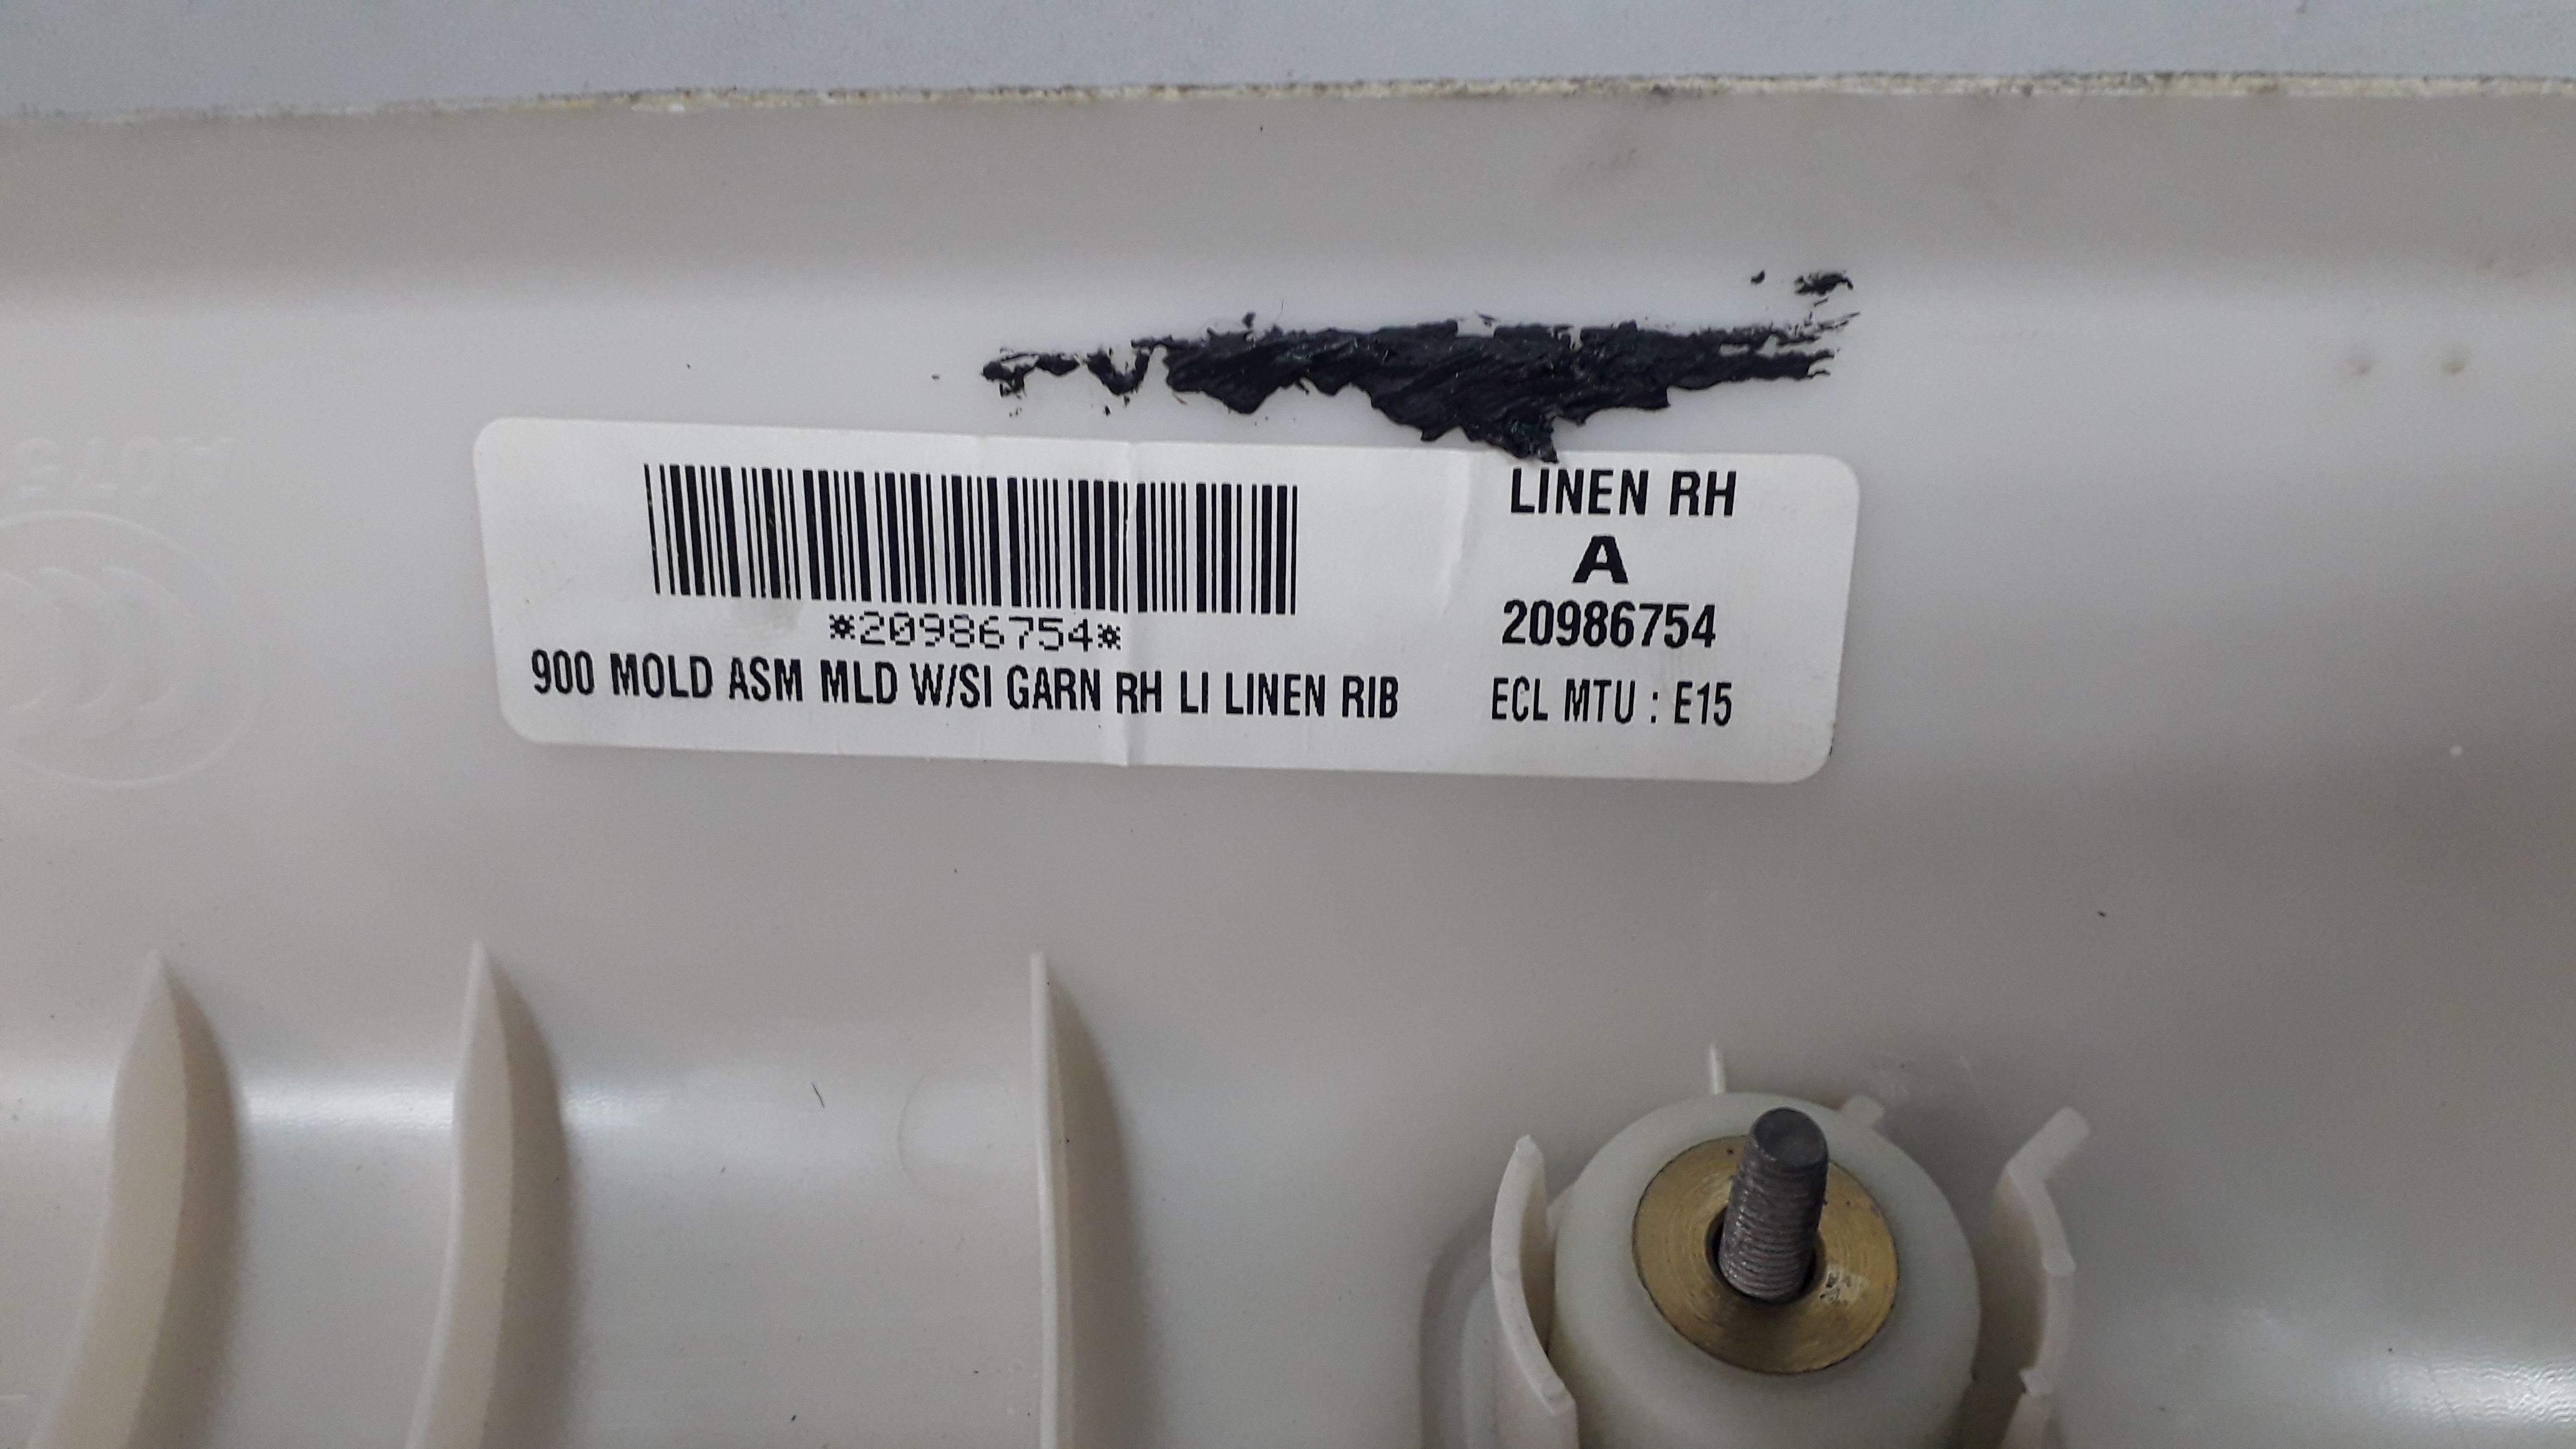 *20986754*
900 MOLD ASM MLD W/SI GARN RH LI LINEN RIB
LINEN RH
A
20986754
ECL MTU : E15